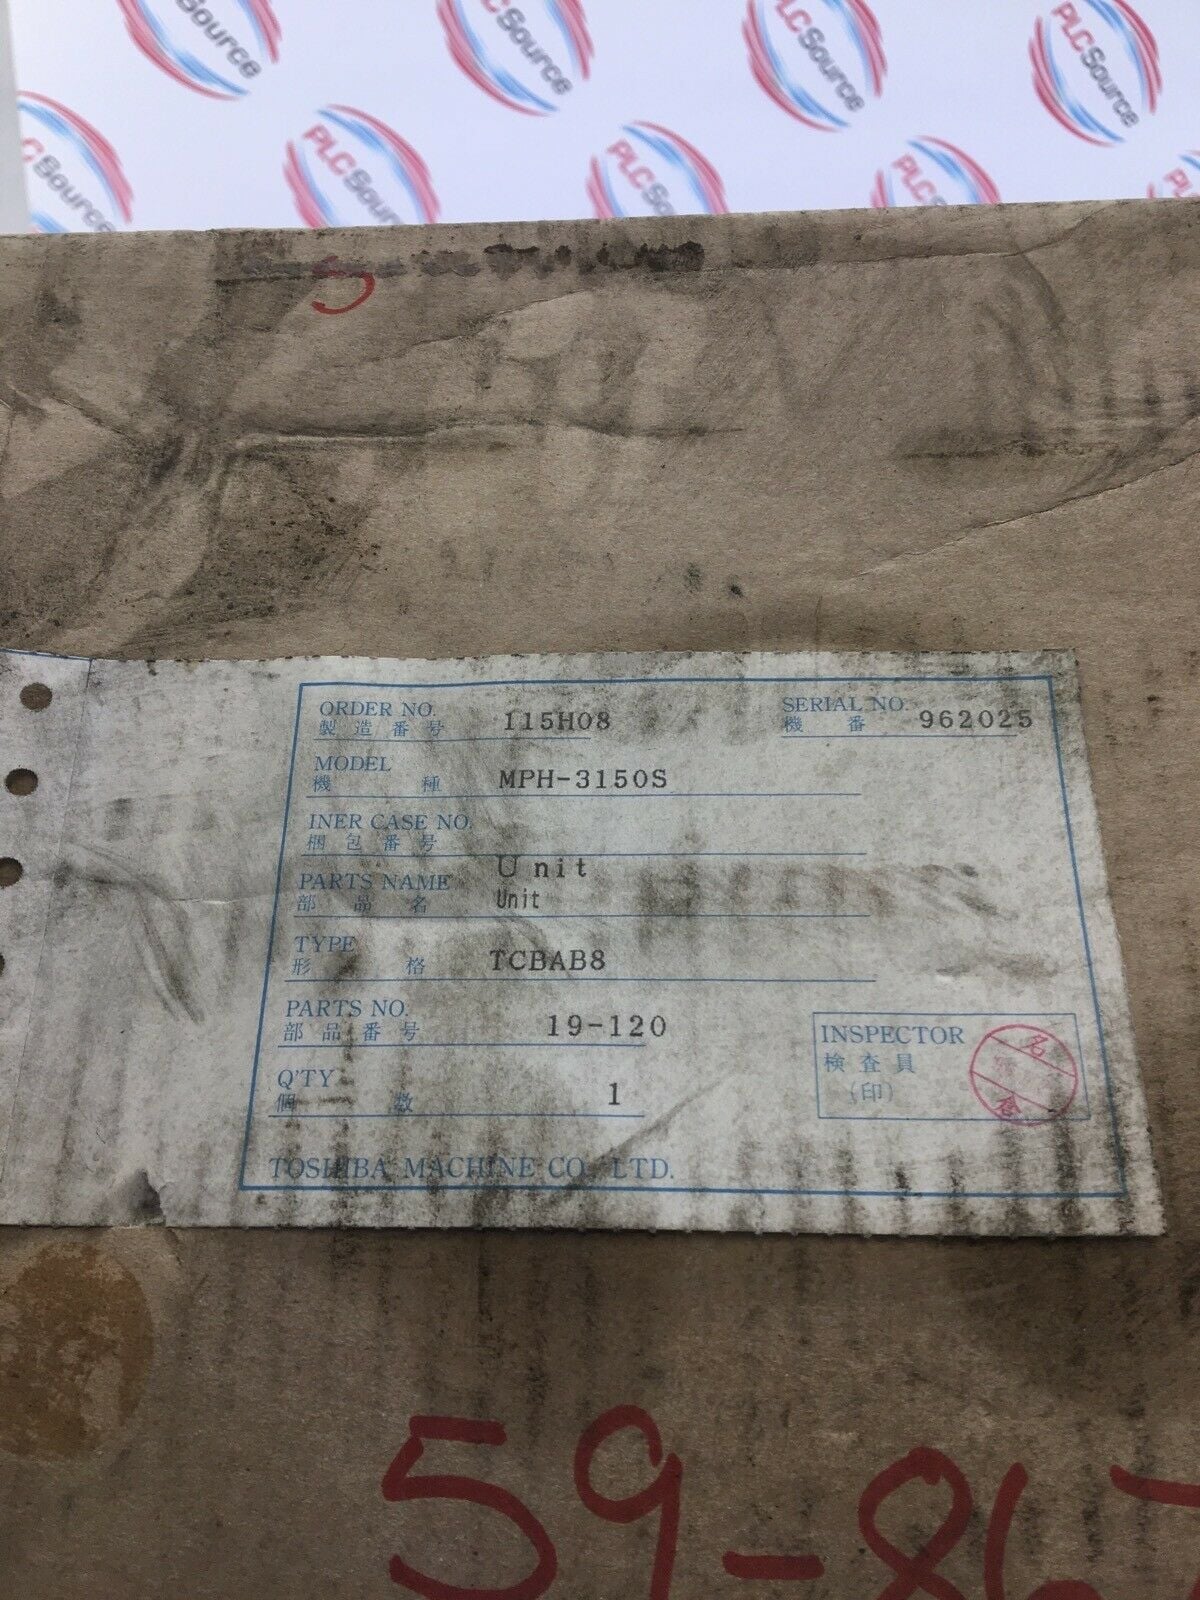 Source
PLC Source
PLC Source
PLC Source
PLC Source
PLC Source
PLC Source
PLC Source
ORDER NO. 115H08 SERIAL NO. 962025
製造番号 機番
MODEL MPH-3150S
機種
INER CASE NO.
梱包番号
PARTS NAME Unit
部品名 Unit
TYPE TCBAB8
形格
PARTS NO. 19-120
部品番号
Q'TY 1
個数
INSPECTOR
検査員
(印)
TOSHIBA MACHINE CO., LTD.
59-867